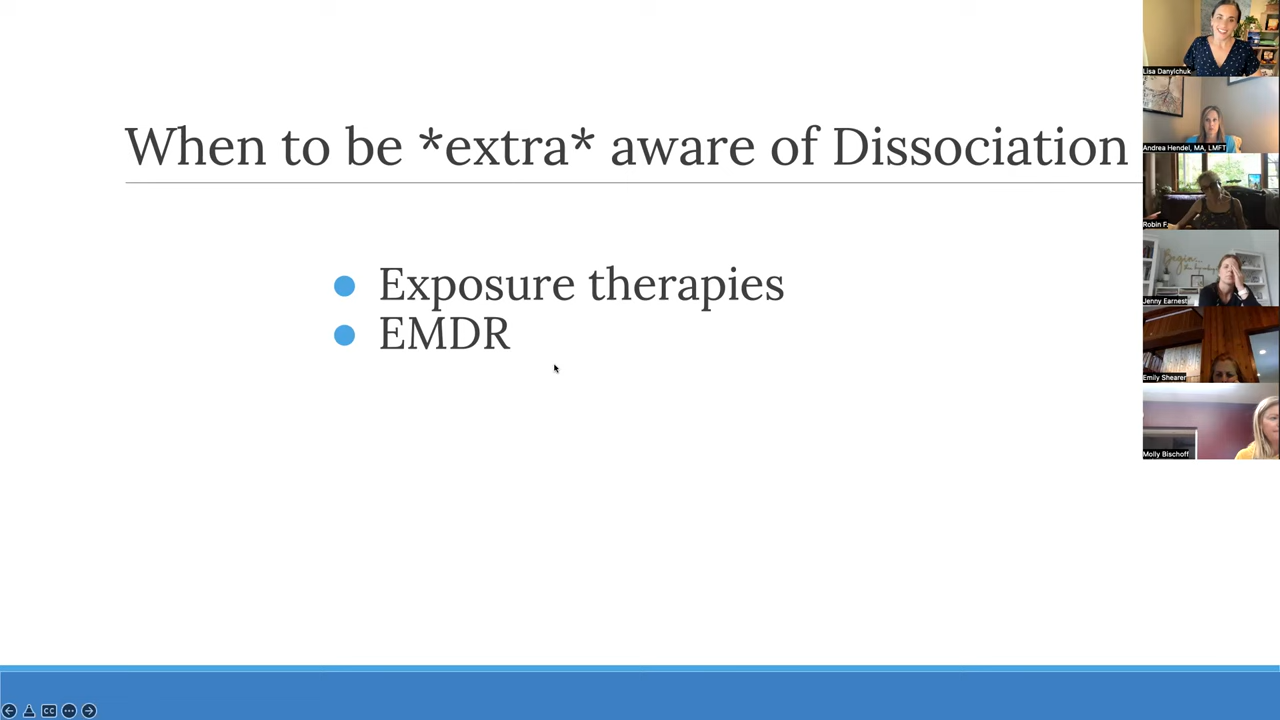 When to be *extra* aware of Dissociation
Exposure therapies
EMDR
Lisa Danylchuk
Andrea Hendel, MA, LMFT
Robin F.
Jenny Earnest
Emily Shearer
Molly Bischoff
CC